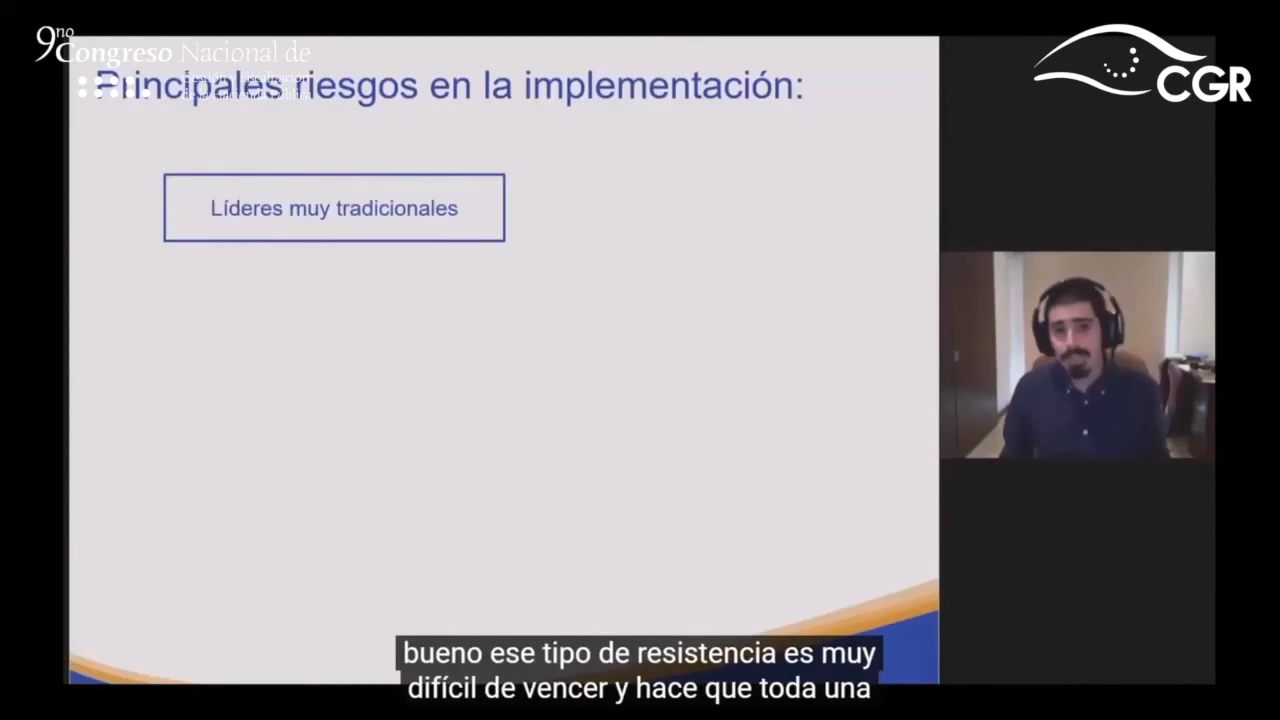 9no
Congreso Nacional de
CGR
Principales riesgos en la implementación:
Líderes muy tradicionales
bueno ese tipo de resistencia es muy
difícil de vencer y hace que toda una